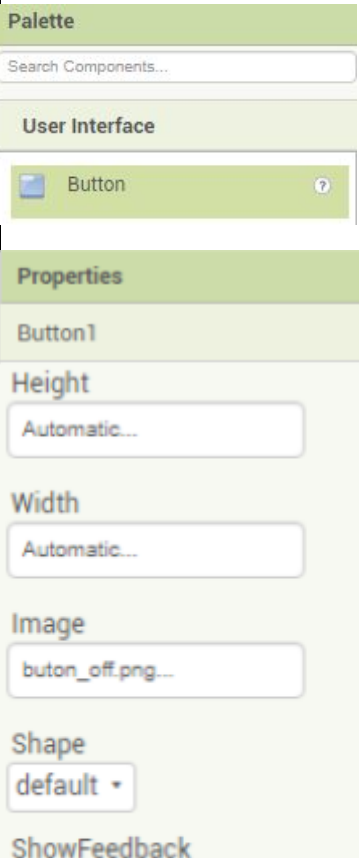 Palette
Search Components...
User Interface
Button
?
Properties
Button1
Height
Automatic...
Width
Automatic...
Image
buton_off.png...
Shape
default
ShowFeedback